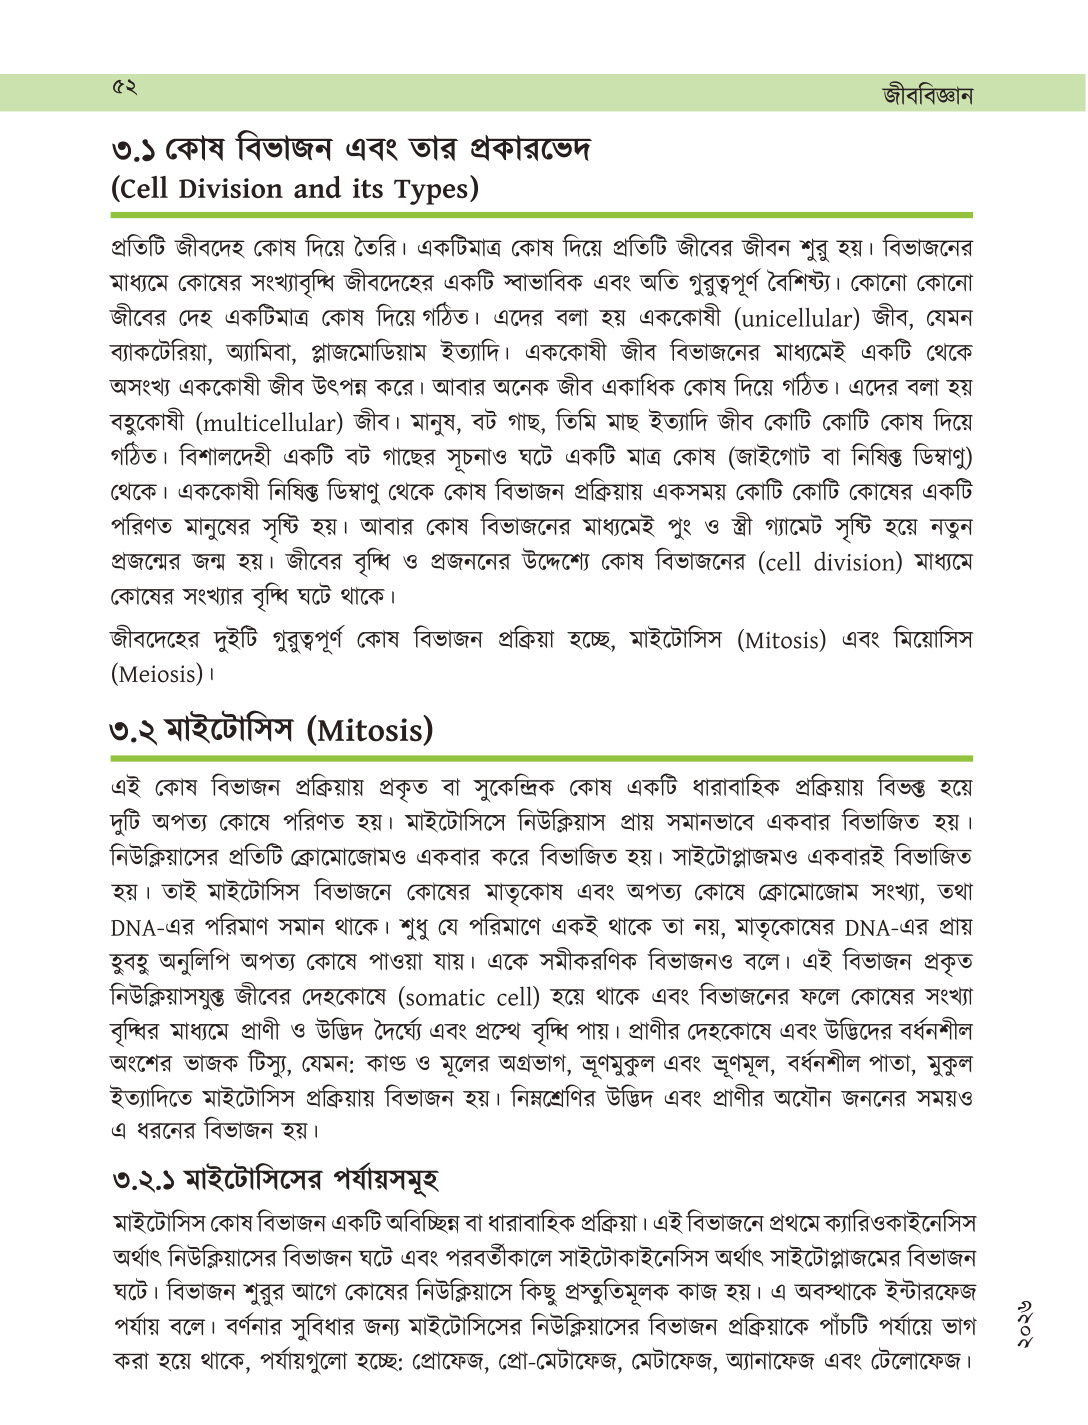 ৫২
জীববিজ্ঞান
৩.১ কোষ বিভাজন এবং তার প্রকারভেদ
(Cell Division and its Types)
প্রতিটি জীবদেহ কোষ দিয়ে তৈরি। একটিমাত্র কোষ দিয়ে প্রতিটি জীবের জীবন শুরু হয়। বিভাজনের
মাধ্যমে কোষের সংখ্যাবৃদ্ধি জীবদেহের একটি স্বাভাবিক এবং অতি গুরুত্বপূর্ণ বৈশিষ্ট্য। কোনো কোনো
জীবের দেহ একটিমাত্র কোষ দিয়ে গঠিত। এদের বলা হয় এককোষী (unicellular) জীব, যেমন
ব্যাকটেরিয়া, অ্যামিবা, প্লাজমোডিয়াম ইত্যাদি। এককোষী জীব বিভাজনের মাধ্যমেই একটি থেকে
অসংখ্য এককোষী জীব উৎপন্ন করে। আবার অনেক জীব একাধিক কোষ দিয়ে গঠিত। এদের বলা হয়
বহুকোষী (multicellular) জীব। মানুষ, বট গাছ, তিমি মাছ ইত্যাদি জীব কোটি কোটি কোষ দিয়ে
গঠিত। বিশালদেহী একটি বট গাছের সূচনাও ঘটে একটি মাত্র কোষ (জাইগোট বা নিষিক্ত ডিম্বাণু)
থেকে। এককোষী নিষিক্ত ডিম্বাণু থেকে কোষ বিভাজন প্রক্রিয়ায় একসময় কোটি কোটি কোষের একটি
পরিণত মানুষের সৃষ্টি হয়। আবার কোষ বিভাজনের মাধ্যমেই পুং ও স্ত্রী গ্যামেট সৃষ্টি হয়ে নতুন
প্রজন্মের জন্ম হয়। জীবের বৃদ্ধি ও প্রজননের উদ্দেশ্যে কোষ বিভাজনের (cell division) মাধ্যমে
কোষের সংখ্যার বৃদ্ধি ঘটে থাকে।
জীবদেহের দুইটি গুরুত্বপূর্ণ কোষ বিভাজন প্রক্রিয়া হচ্ছে, মাইটোসিস (Mitosis) এবং মিয়োসিস
(Meiosis)।
৩.২ মাইটোসিস (Mitosis)
এই কোষ বিভাজন প্রক্রিয়ায় প্রকৃত বা সুকেন্দ্রিক কোষ একটি ধারাবাহিক প্রক্রিয়ায় বিভক্ত হয়ে
দুটি অপত্য কোষে পরিণত হয়। মাইটোসিসে নিউক্লিয়াস প্রায় সমানভাবে একবার বিভাজিত হয়।
নিউক্লিয়াসের প্রতিটি ক্রোমোজোমও একবার করে বিভাজিত হয়। সাইটোপ্লাজমও একবারই বিভাজিত
হয়। তাই মাইটোসিস বিভাজনে কোষের মাতৃকোষ এবং অপত্য কোষে ক্রোমোজোম সংখ্যা, তথা
DNA-এর পরিমাণ সমান থাকে। শুধু যে পরিমাণে একই থাকে তা নয়, মাতৃকোষের DNA-এর প্রায়
হুবহু অনুলিপি অপত্য কোষে পাওয়া যায়। একে সমীকরণিক বিভাজনও বলে। এই বিভাজন প্রকৃত
নিউক্লিয়াসযুক্ত জীবের দেহকোষে (somatic cell) হয়ে থাকে এবং বিভাজনের ফলে কোষের সংখ্যা
বৃদ্ধির মাধ্যমে প্রাণী ও উদ্ভিদ দৈর্ঘ্যে এবং প্রস্থে বৃদ্ধি পায়। প্রাণীর দেহকোষে এবং উদ্ভিদের বর্ধনশীল
অংশের ভাজক টিস্যু, যেমন: কাণ্ড ও মূলের অগ্রভাগ, ভ্রূণমুকুল এবং ভ্রূণমূল, বর্ধনশীল পাতা, মুকুল
ইত্যাদিতে মাইটোসিস প্রক্রিয়ায় বিভাজন হয়। নিম্নশ্রেণির উদ্ভিদ এবং প্রাণীর অযৌন জননের সময়ও
এ ধরনের বিভাজন হয়।
৩.২.১ মাইটোসিসের পর্যায়সমূহ
মাইটোসিস কোষ বিভাজন একটি অবিচ্ছিন্ন বা ধারাবাহিক প্রক্রিয়া। এই বিভাজনে প্রথমে ক্যারিওকাইনেসিস
অর্থাৎ নিউক্লিয়াসের বিভাজন ঘটে এবং পরবর্তীকালে সাইটোকাইনেসিস অর্থাৎ সাইটোপ্লাজমের বিভাজন
ঘটে। বিভাজন শুরুর আগে কোষের নিউক্লিয়াসে কিছু প্রস্তুতিমূলক কাজ হয়। এ অবস্থাকে ইন্টারফেজ
পর্যায় বলে। বর্ণনার সুবিধার জন্য মাইটোসিসের নিউক্লিয়াসের বিভাজন প্রক্রিয়াকে পাঁচটি পর্যায়ে ভাগ
করা হয়ে থাকে, পর্যায়গুলো হচ্ছে: প্রোফেজ, প্রো-মেটাফেজ, মেটাফেজ, অ্যানাফেজ এবং টেলোফেজ।
২০২৬